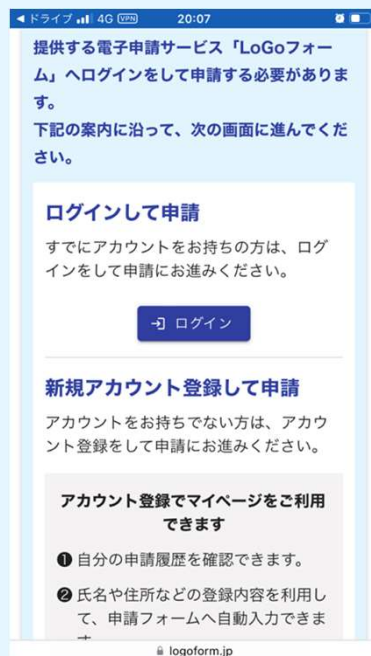 ◀ドライブ 4G VPN 20:07
提供する電子申請サービス「LoGoフォー
ム」へログインをして申請する必要がありま
す。
下記の案内に沿って、次の画面に進んでくだ
さい。
ログインして申請
すでにアカウントをお持ちの方は、ログ
インをして申請にお進みください。
ログイン
新規アカウント登録して申請
アカウントをお持ちでない方は、アカウ
ント登録をして申請にお進みください。
アカウント登録でマイページをご利用
できます
❶ 自分の申請履歴を確認できます。
❷ 氏名や住所などの登録内容を利用し
て、申請フォームへ自動入力できま
す
logoform.jp